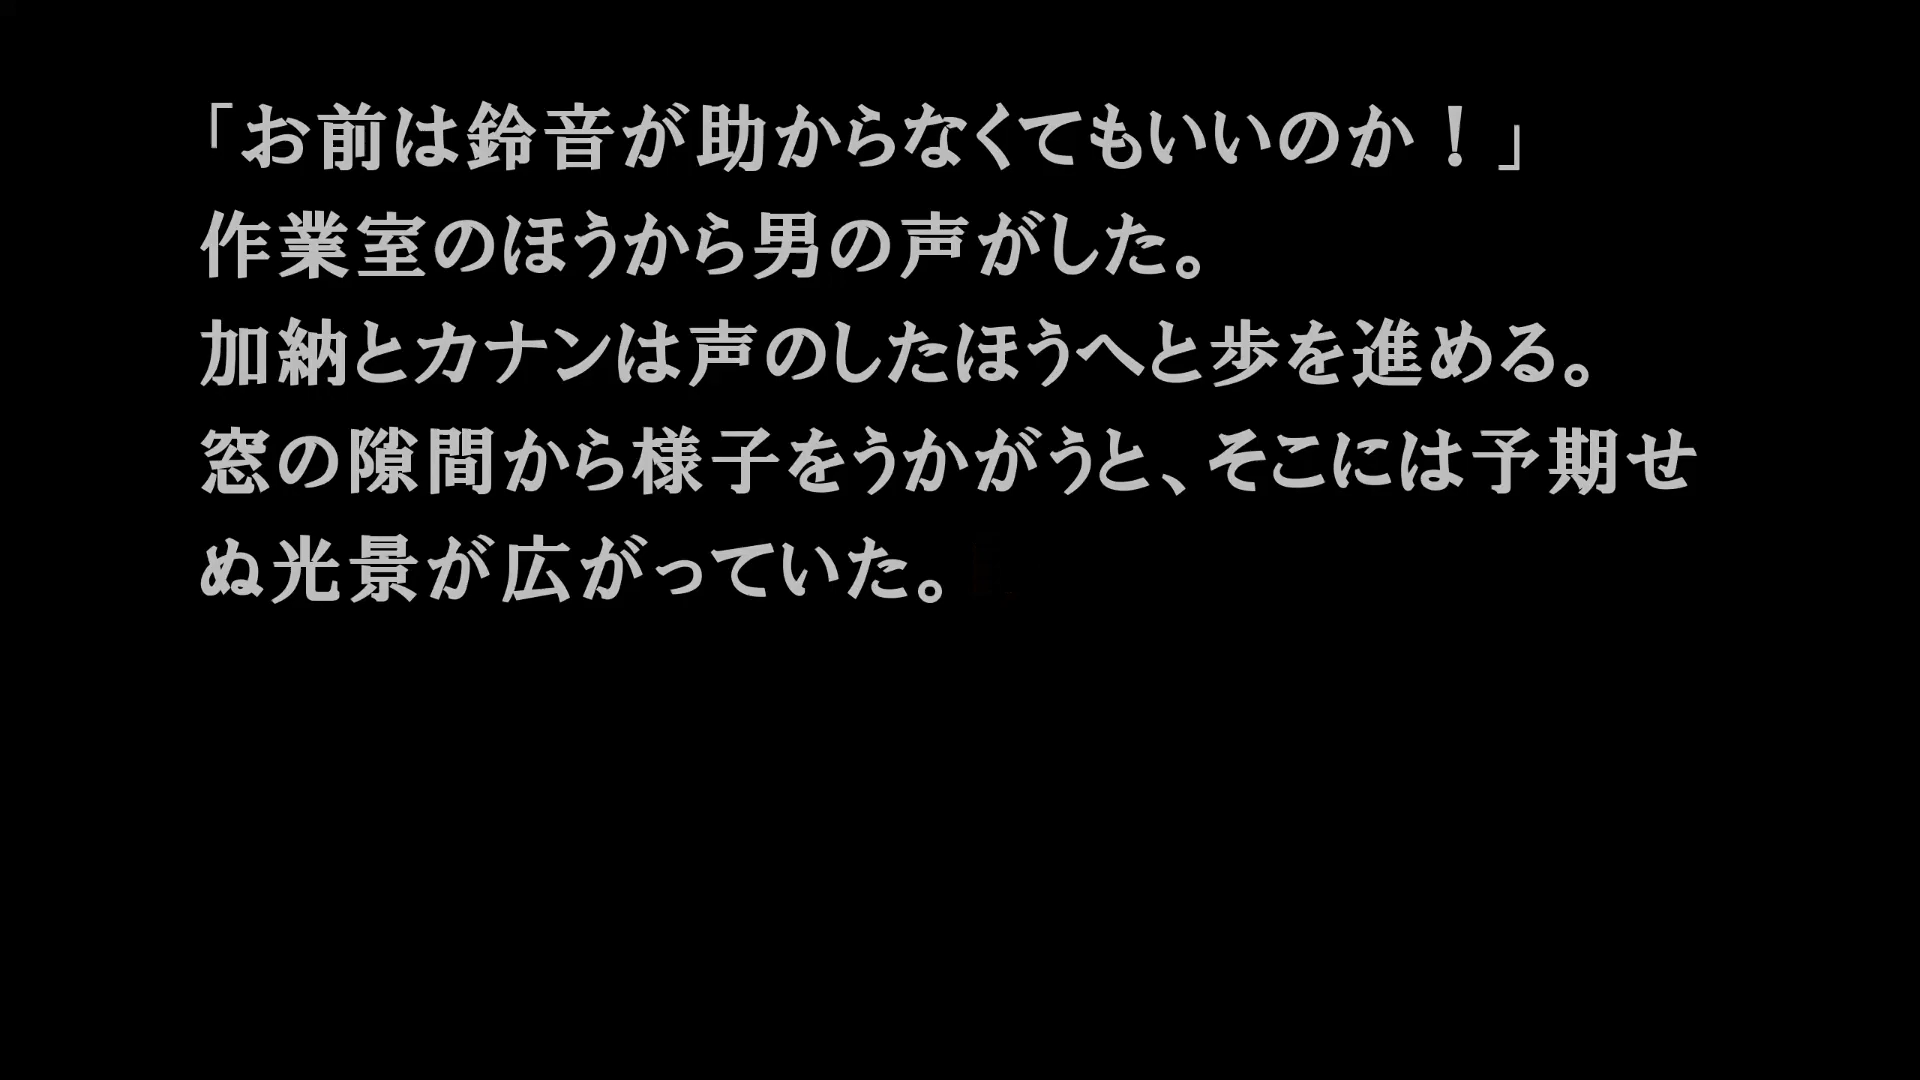 「お前は鈴音が助からなくてもいいのか！」
作業室のほうから男の声がした。
加納とカナンは声のしたほうへと歩を進める。
窓の隙間から様子をうかがうと、そこには予期せ
ぬ光景が広がっていた。